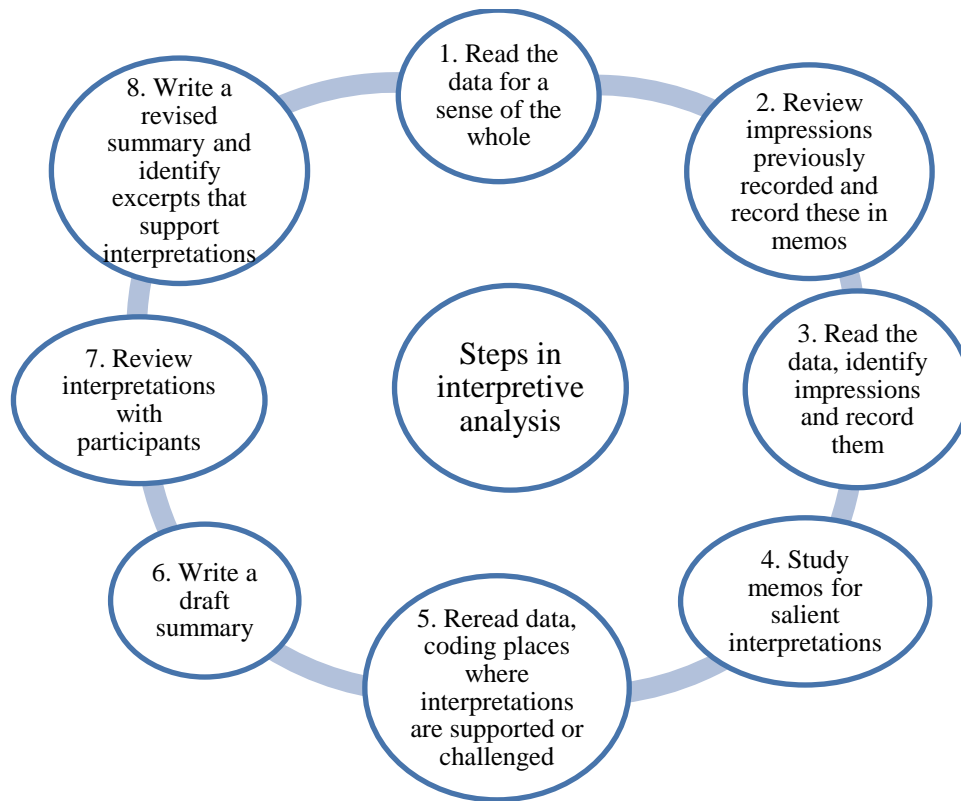 1. Read the
data for a
sense of the
whole
2. Review
impressions
previously
recorded and
record these in
memos
3. Read the
data, identify
impressions
and record
them
4. Study
memos for
salient
interpretations
5. Reread data,
coding places
where
interpretations
are supported or
challenged
6. Write a
draft
summary
7. Review
interpretations
with
participants
8. Write a
revised
summary and
identify
excerpts that
support
interpretations
Steps in
interpretive
analysis